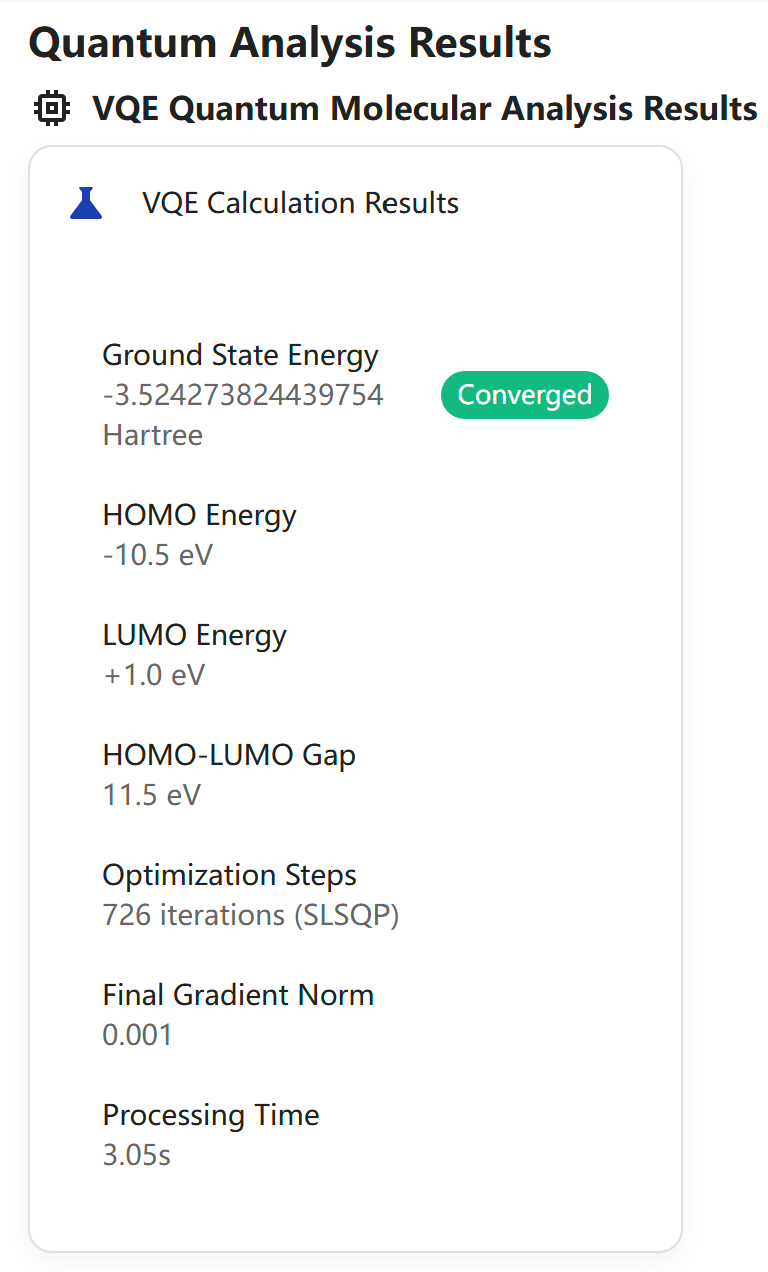 Quantum Analysis Results
VQE Quantum Molecular Analysis Results
VQE Calculation Results
Ground State Energy
-3.524273824439754
Hartree
Converged
HOMO Energy
-10.5 eV
LUMO Energy
+1.0 eV
HOMO-LUMO Gap
11.5 eV
Optimization Steps
726 iterations (SLSQP)
Final Gradient Norm
0.001
Processing Time
3.05s